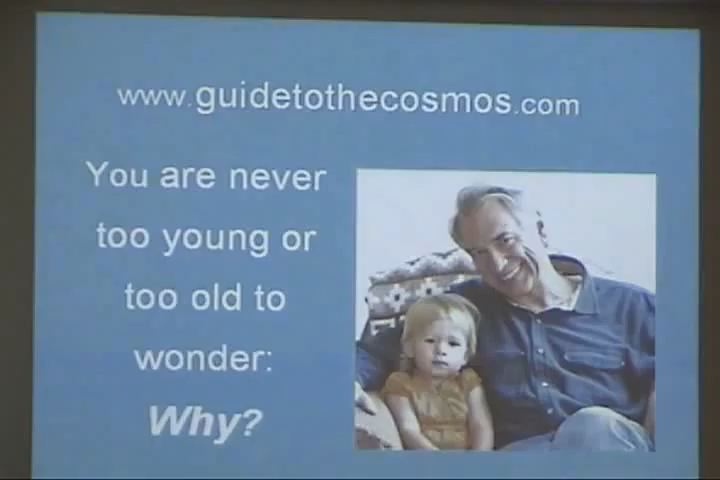 www.guidetothecosmos.com
You are never
too young or
too old to
wonder:
Why?